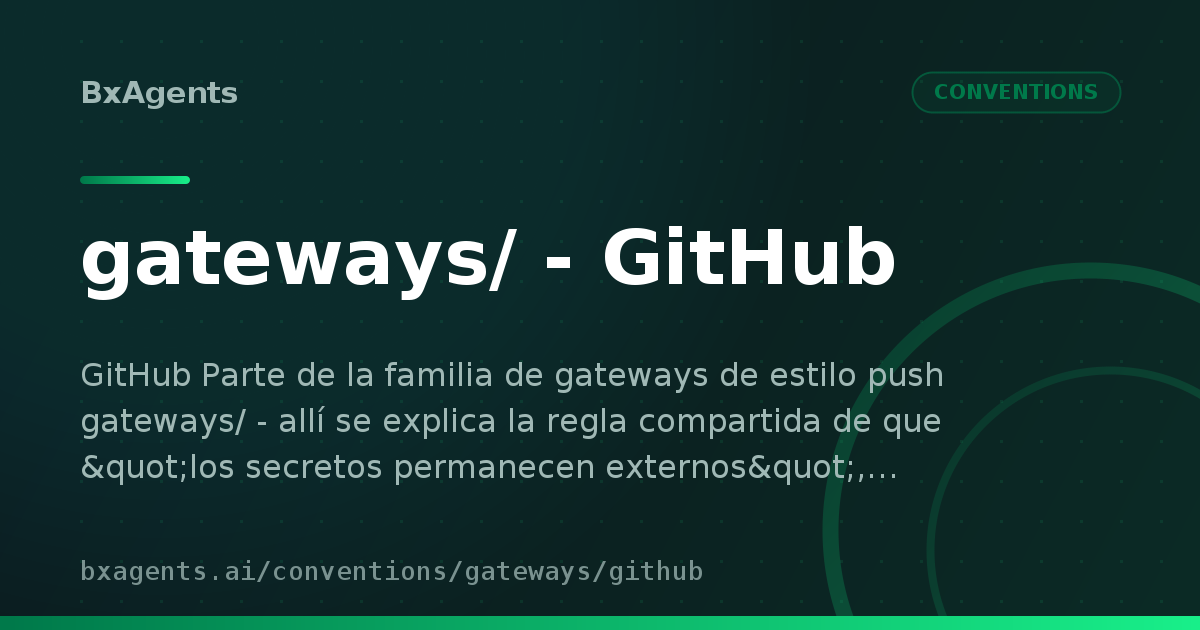 BxAgents
CONVENTIONS
gateways/ - GitHub
GitHub Parte de la familia de gateways de estilo push
gateways/ - allí se explica la regla compartida de que
&quot;los secretos permanecen externos&quot;,...
bxagents.ai/conventions/gateways/github